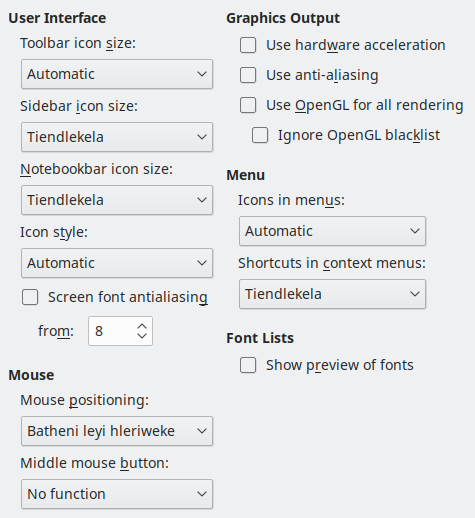 User Interface
Toolbar icon size:
Automatic
Sidebar icon size:
Tiendlekela
Notebookbar icon size:
Tiendlekela
Icon style:
Automatic
Screen font antialiasing
from: 8
Mouse
Mouse positioning:
Batheni leyi hleriweke
Middle mouse button:
No function
Graphics Output
Use hardware acceleration
Use anti-aliasing
Use OpenGL for all rendering
Ignore OpenGL blacklist
Menu
Icons in menus:
Automatic
Shortcuts in context menus:
Tiendlekela
Font Lists
Show preview of fonts